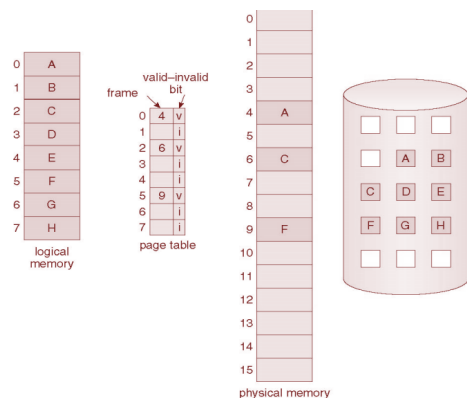 0 A
1 B
2 C
3 D
4 E
5 F
6 G
7 H
logical
memory
valid–invalid
bit
frame
0 4 v
1 i
2 6 v
3 i
4 i
5 9 v
6 i
7 i
page table
0
1
2
3
4 A
5
6 C
7
8
9 F
10
11
12
13
14
15
physical memory
A B
C D E
F G H